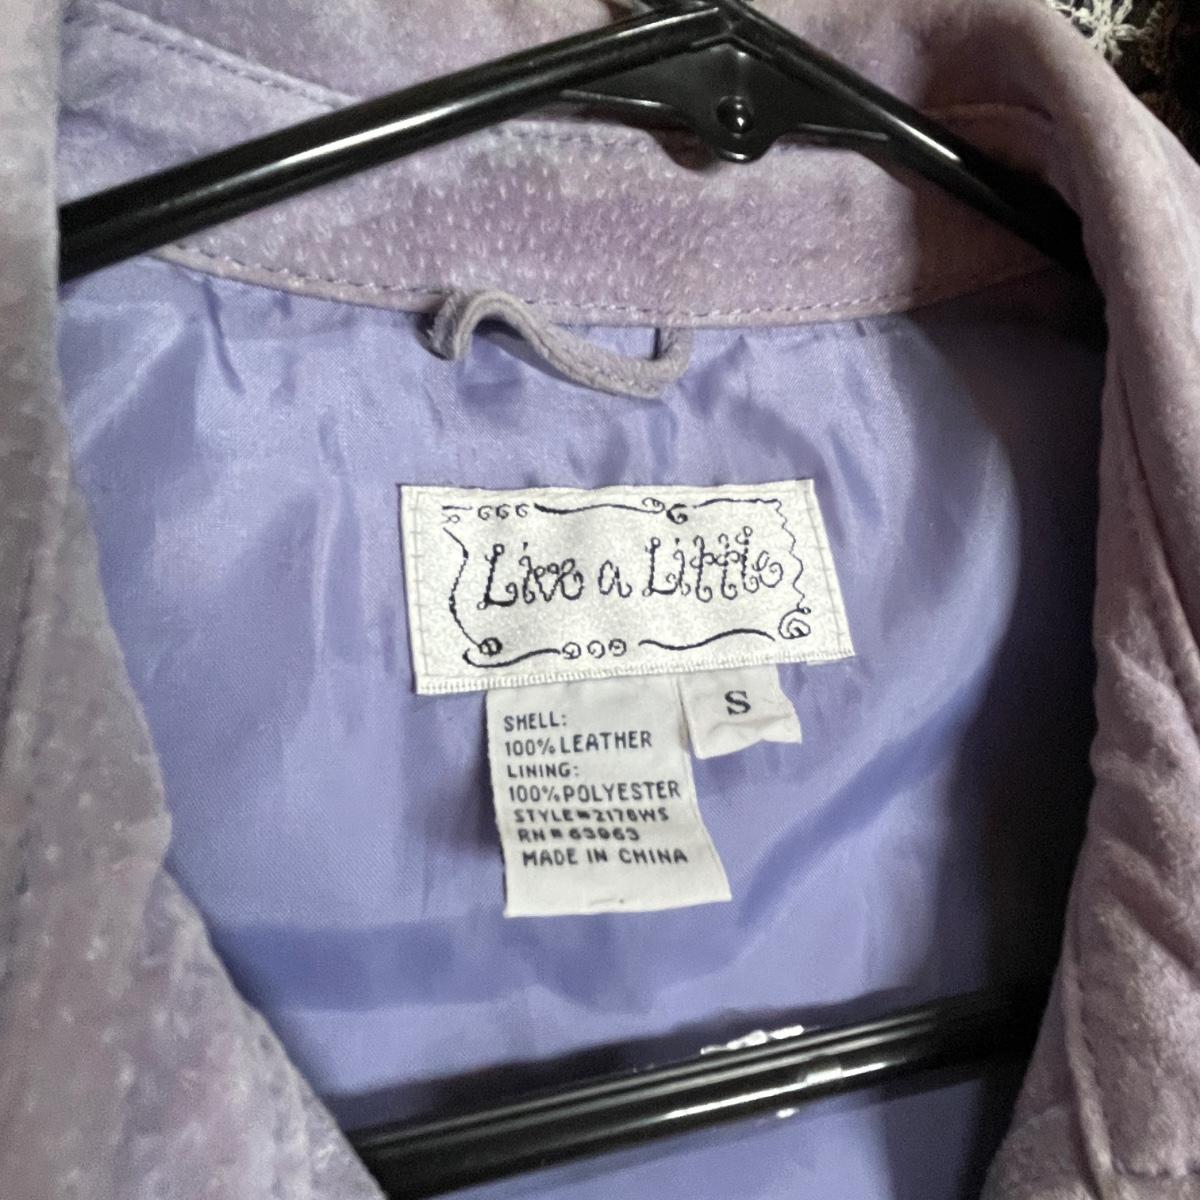 Live a Little
S
SHELL:
100% LEATHER
LINING:
100% POLYESTER
STYLE#2178WS
RN#63963
MADE IN CHINA